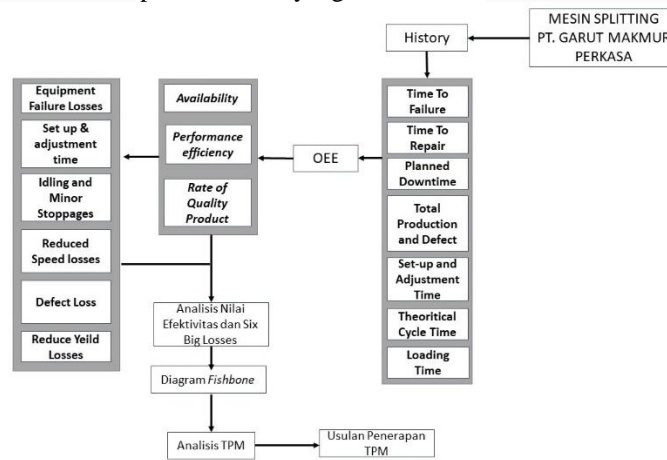 MESIN SPLITTING
PT. GARUT MAKMUR
PERKASA
History
Time To
Failure
Time To
Repair
Planned
Downtime
Total
Production
and Defect
Set-up and
Adjustment
Time
Theoritical
Cycle Time
Loading
Time
OEE
Availability
Performance
efficiency
Rate of
Quality
Product
Equipment
Failure Losses
Set up &
adjustment
time
Idling and
Minor
Stoppages
Reduced
Speed losses
Defect Loss
Reduce Yeild
Losses
Analisis Nilai
Efektivitas dan Six
Big Losses
Diagram Fishbone
Analisis TPM
Usulan Penerapan
TPM